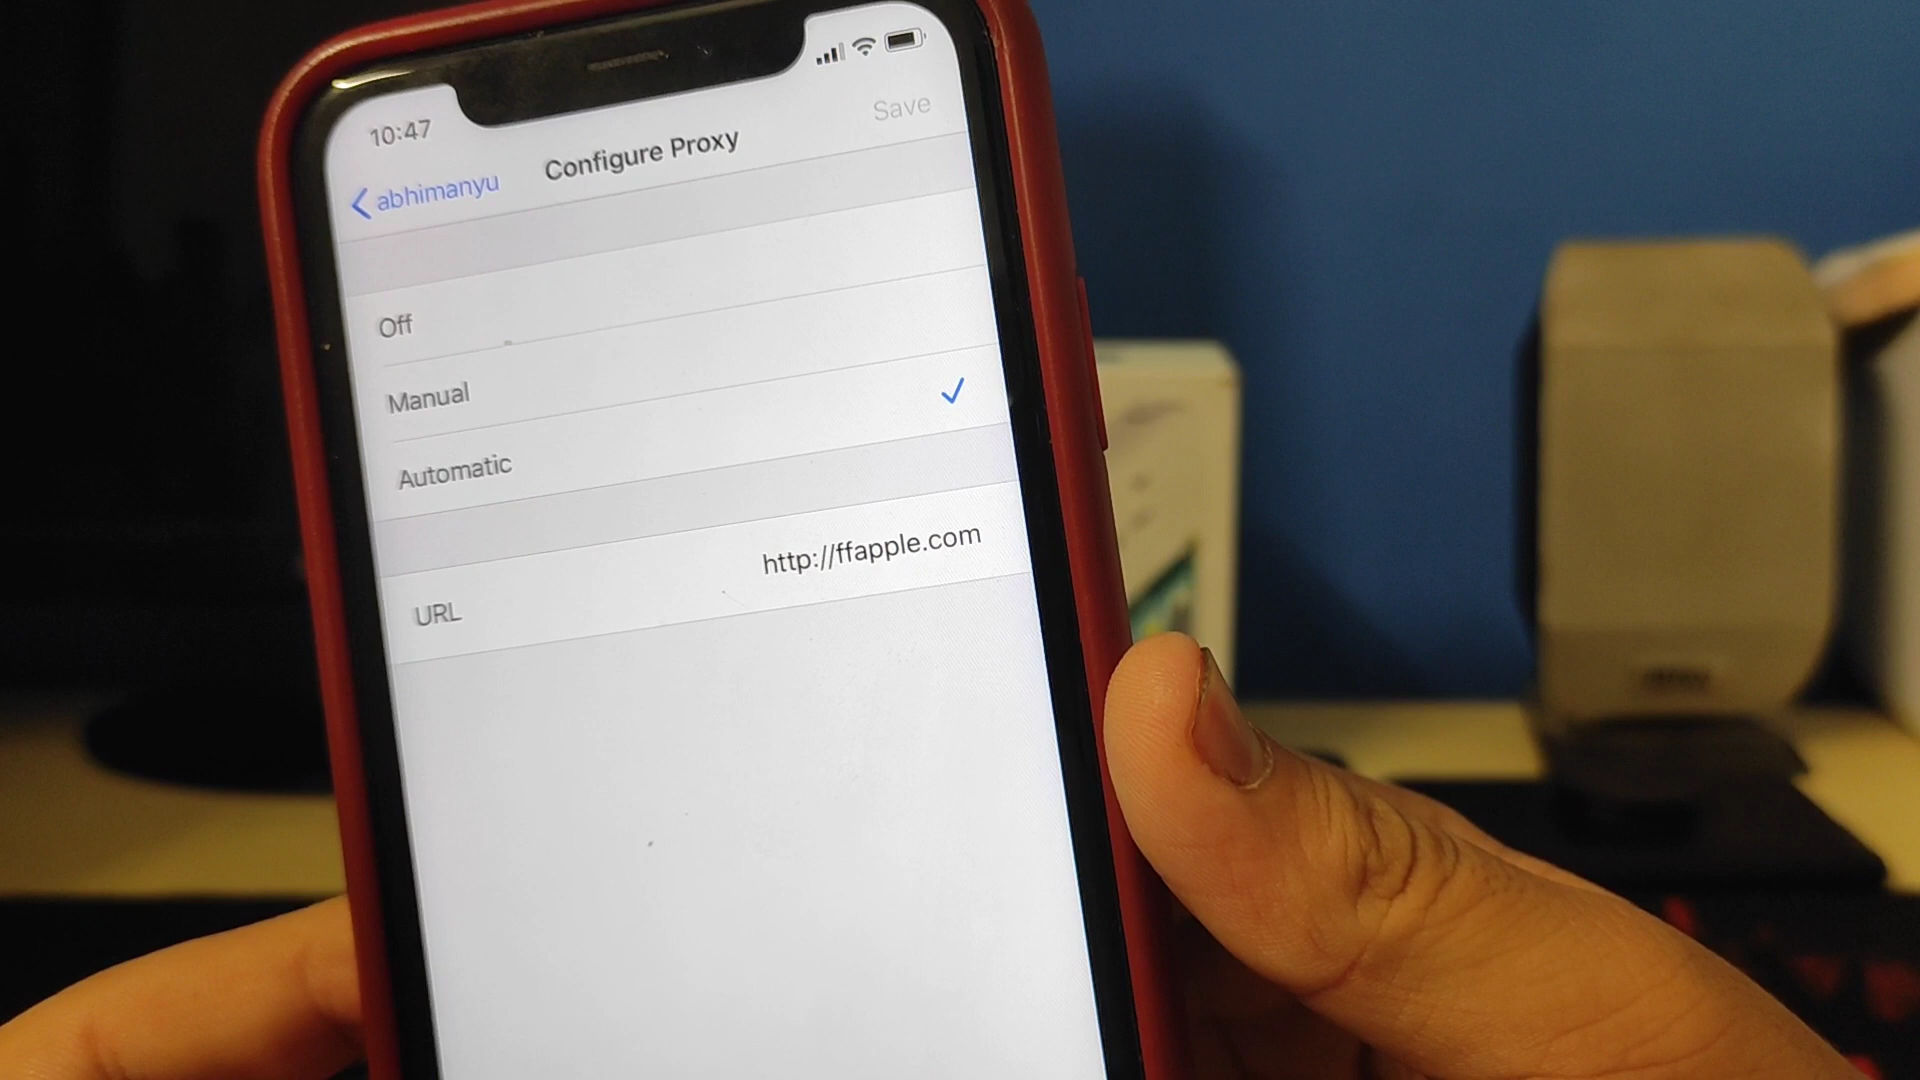 10:47
Save
abhimanyu
Configure Proxy
Off
Manual
Automatic
URL
http://ffapple.com